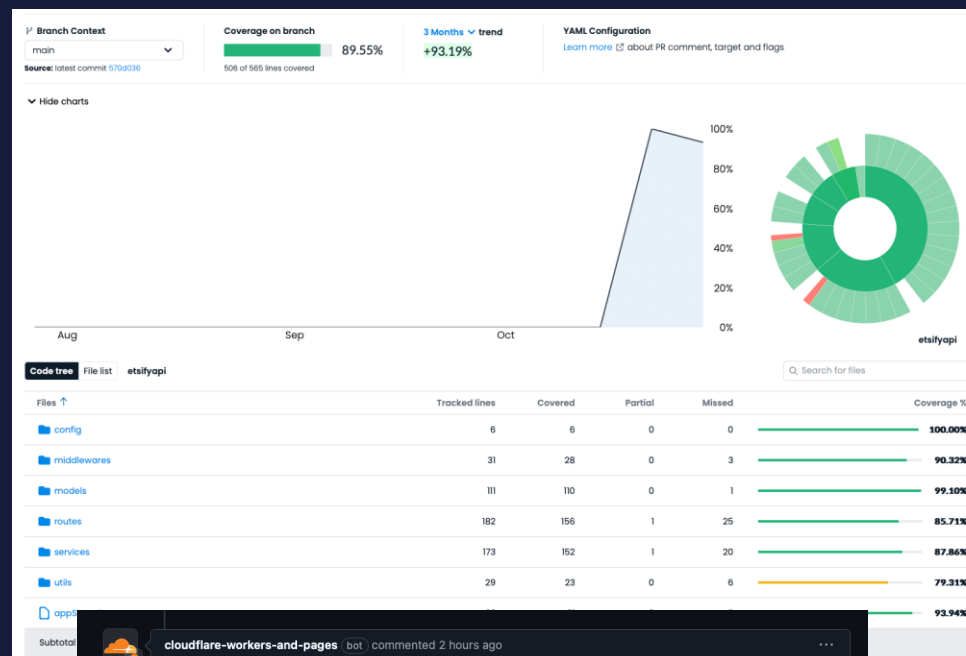 Branch Context
main
Source: latest commit 570d036
Coverage on branch
89.55%
506 of 565 lines covered
3 Months trend
+93.19%
YAML Configuration
Learn more about PR comment, target and flags
Hide charts
100%
80%
60%
40%
20%
0%
Aug Sep Oct
etsifyapi
Code tree File list etsifyapi
Search for files
Files Tracked lines Covered Partial Missed Coverage %
config 6 6 0 0 100.00%
middlewares 31 28 0 3 90.32%
models 111 110 0 1 99.10%
routes 182 156 1 25 85.71%
services 173 152 1 20 87.86%
utils 29 23 0 6 79.31%
93.94%
Subtotal
cloudflare-workers-and-pages bot commented 2 hours ago